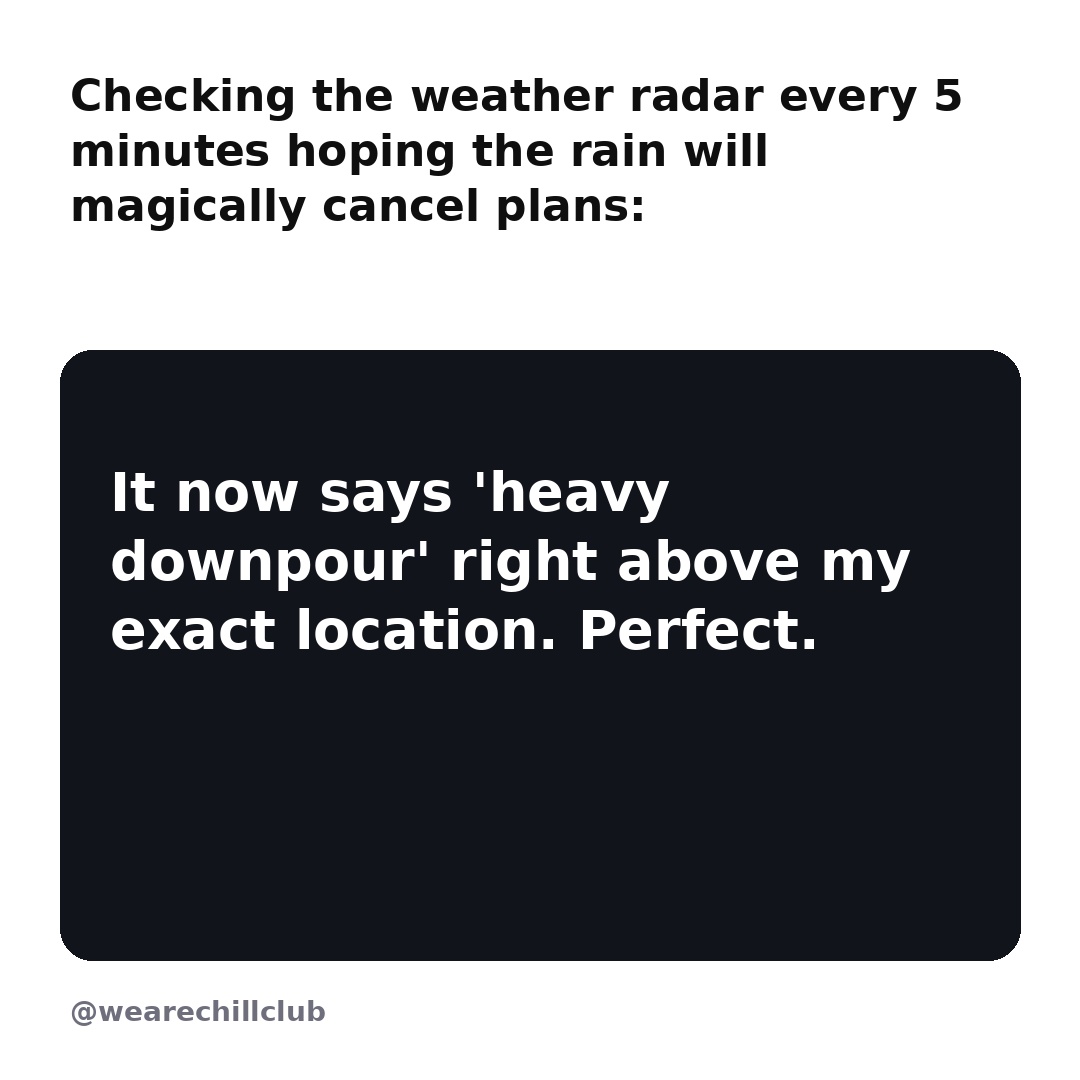 Checking the weather radar every 5
minutes hoping the rain will
magically cancel plans:
It now says 'heavy
downpour' right above my
exact location. Perfect.
@wearechillclub